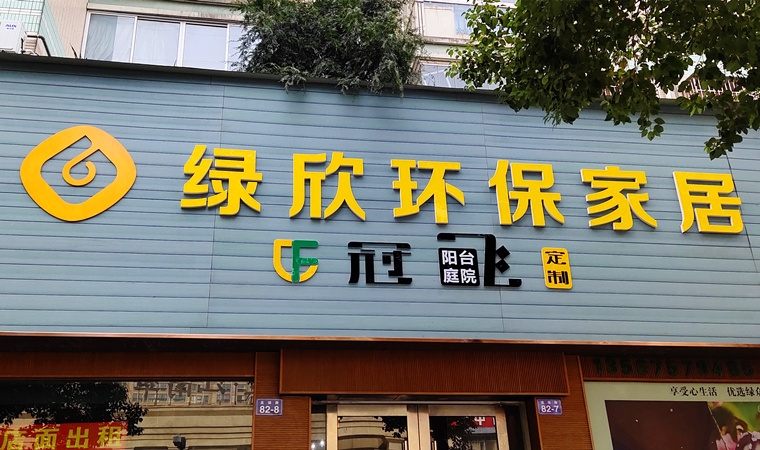 绿欣环保家居
冠飞
阳台
庭院
定制
82-8
82-7
享受心生活 优选绿
店面出租